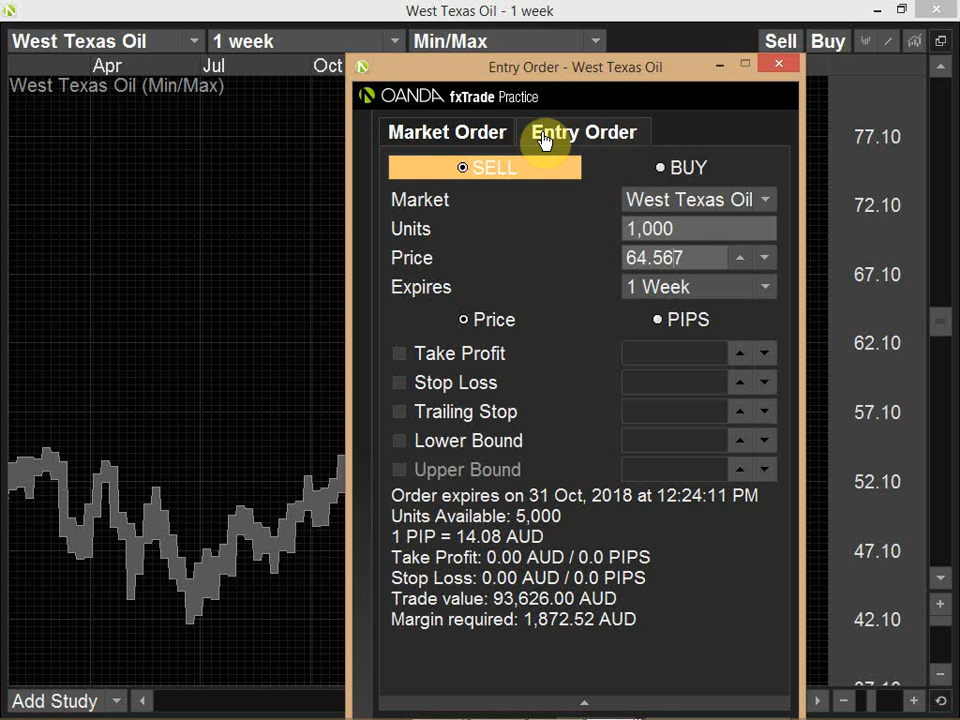 West Texas Oil - 1 week
West Texas Oil 1 week Min/Max Sell Buy
Apr Jul Oct
West Texas Oil (Min/Max)
Entry Order - West Texas Oil
OANDA fxTrade Practice
Market Order Entry Order
SELL BUY
Market West Texas Oil
Units 1,000
Price 64.567
Expires 1 Week
Price PIPS
Take Profit
Stop Loss
Trailing Stop
Lower Bound
Upper Bound
Order expires on 31 Oct, 2018 at 12:24:11 PM
Units Available: 5,000
1 PIP = 14.08 AUD
Take Profit: 0.00 AUD / 0.0 PIPS
Stop Loss: 0.00 AUD / 0.0 PIPS
Trade value: 93,626.00 AUD
Margin required: 1,872.52 AUD
77.10
72.10
67.10
62.10
57.10
52.10
47.10
42.10
Add Study